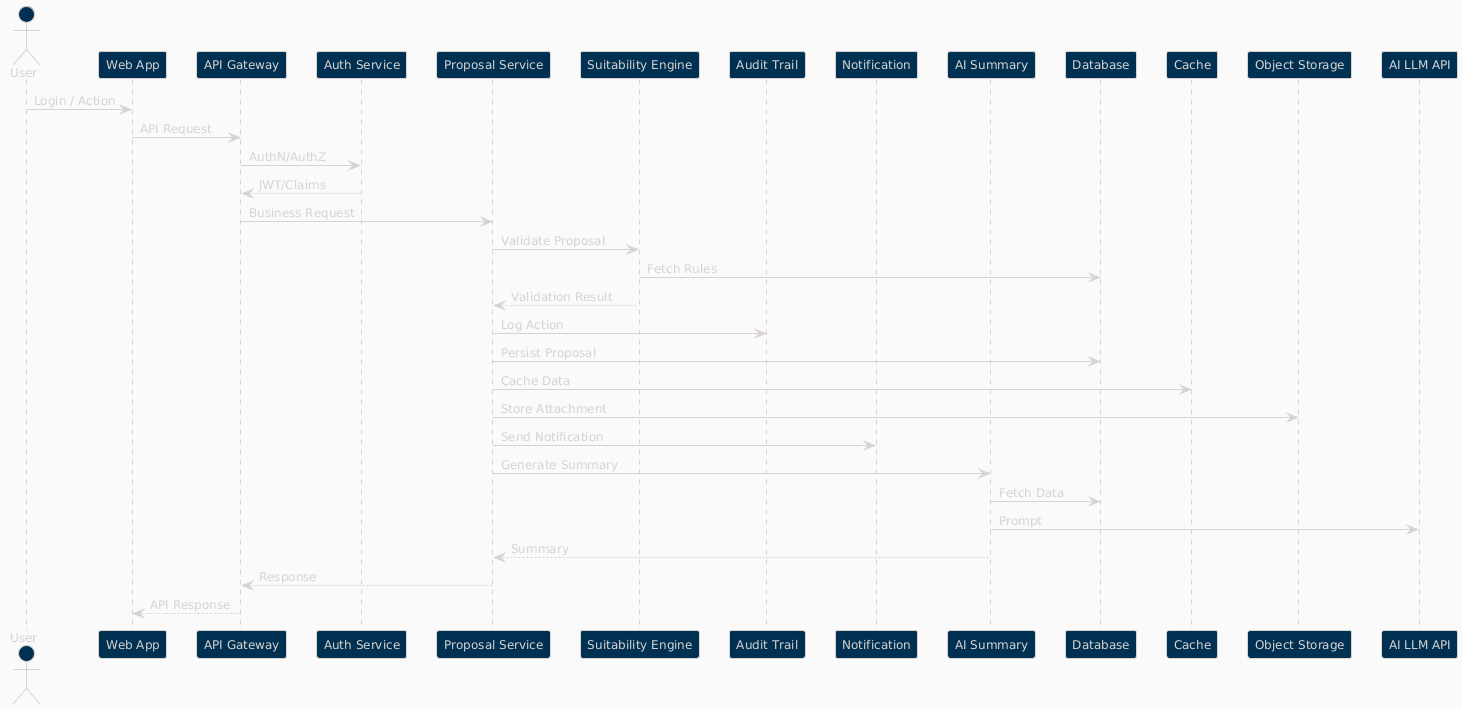 User
Web App
API Gateway
Auth Service
Proposal Service
Suitability Engine
Audit Trail
Notification
AI Summary
Database
Cache
Object Storage
AI LLM API
Login / Action
API Request
AuthN/AuthZ
JWT/Claims
Business Request
Validate Proposal
Fetch Rules
Validation Result
Log Action
Persist Proposal
Cache Data
Store Attachment
Send Notification
Generate Summary
Fetch Data
Prompt
Summary
Response
API Response
User
Web App
API Gateway
Auth Service
Proposal Service
Suitability Engine
Audit Trail
Notification
AI Summary
Database
Cache
Object Storage
AI LLM API